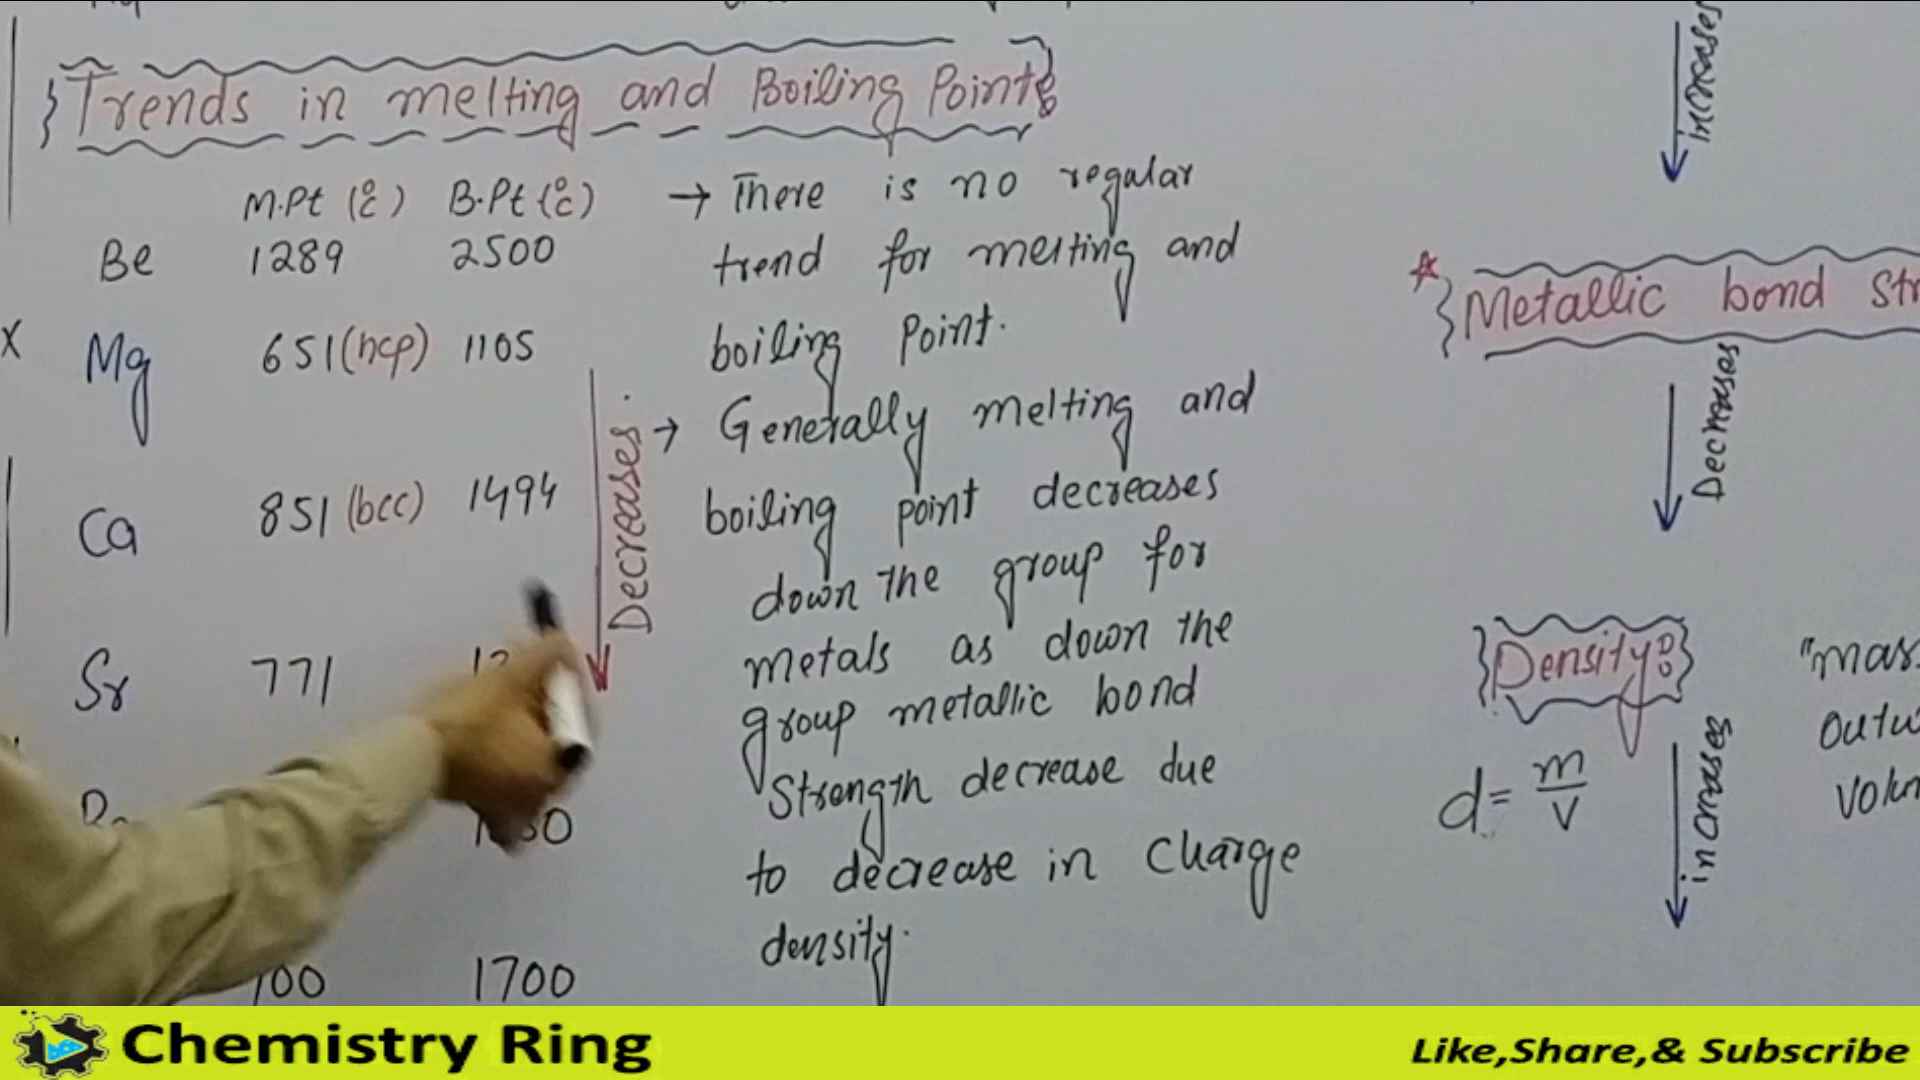 Trends in melting and Boiling Points
M.Pt (°C) B.Pt (°C)
Be 1289 2500
Mg 651 (hcp) 1105
Ca 851 (bcc) 1494
Sr 771
700 1700
Decreases
→ There is no regular
trend for melting and
boiling Point.
→ Generally melting and
boiling point decreases
down the group for
metals as down the
group metallic bond
Strength decrease due
to decrease in Charge
density.
increases
Metallic bond
Decreases
Density:
d = m/v
increases
Chemistry Ring
Like,Share,& Subscribe